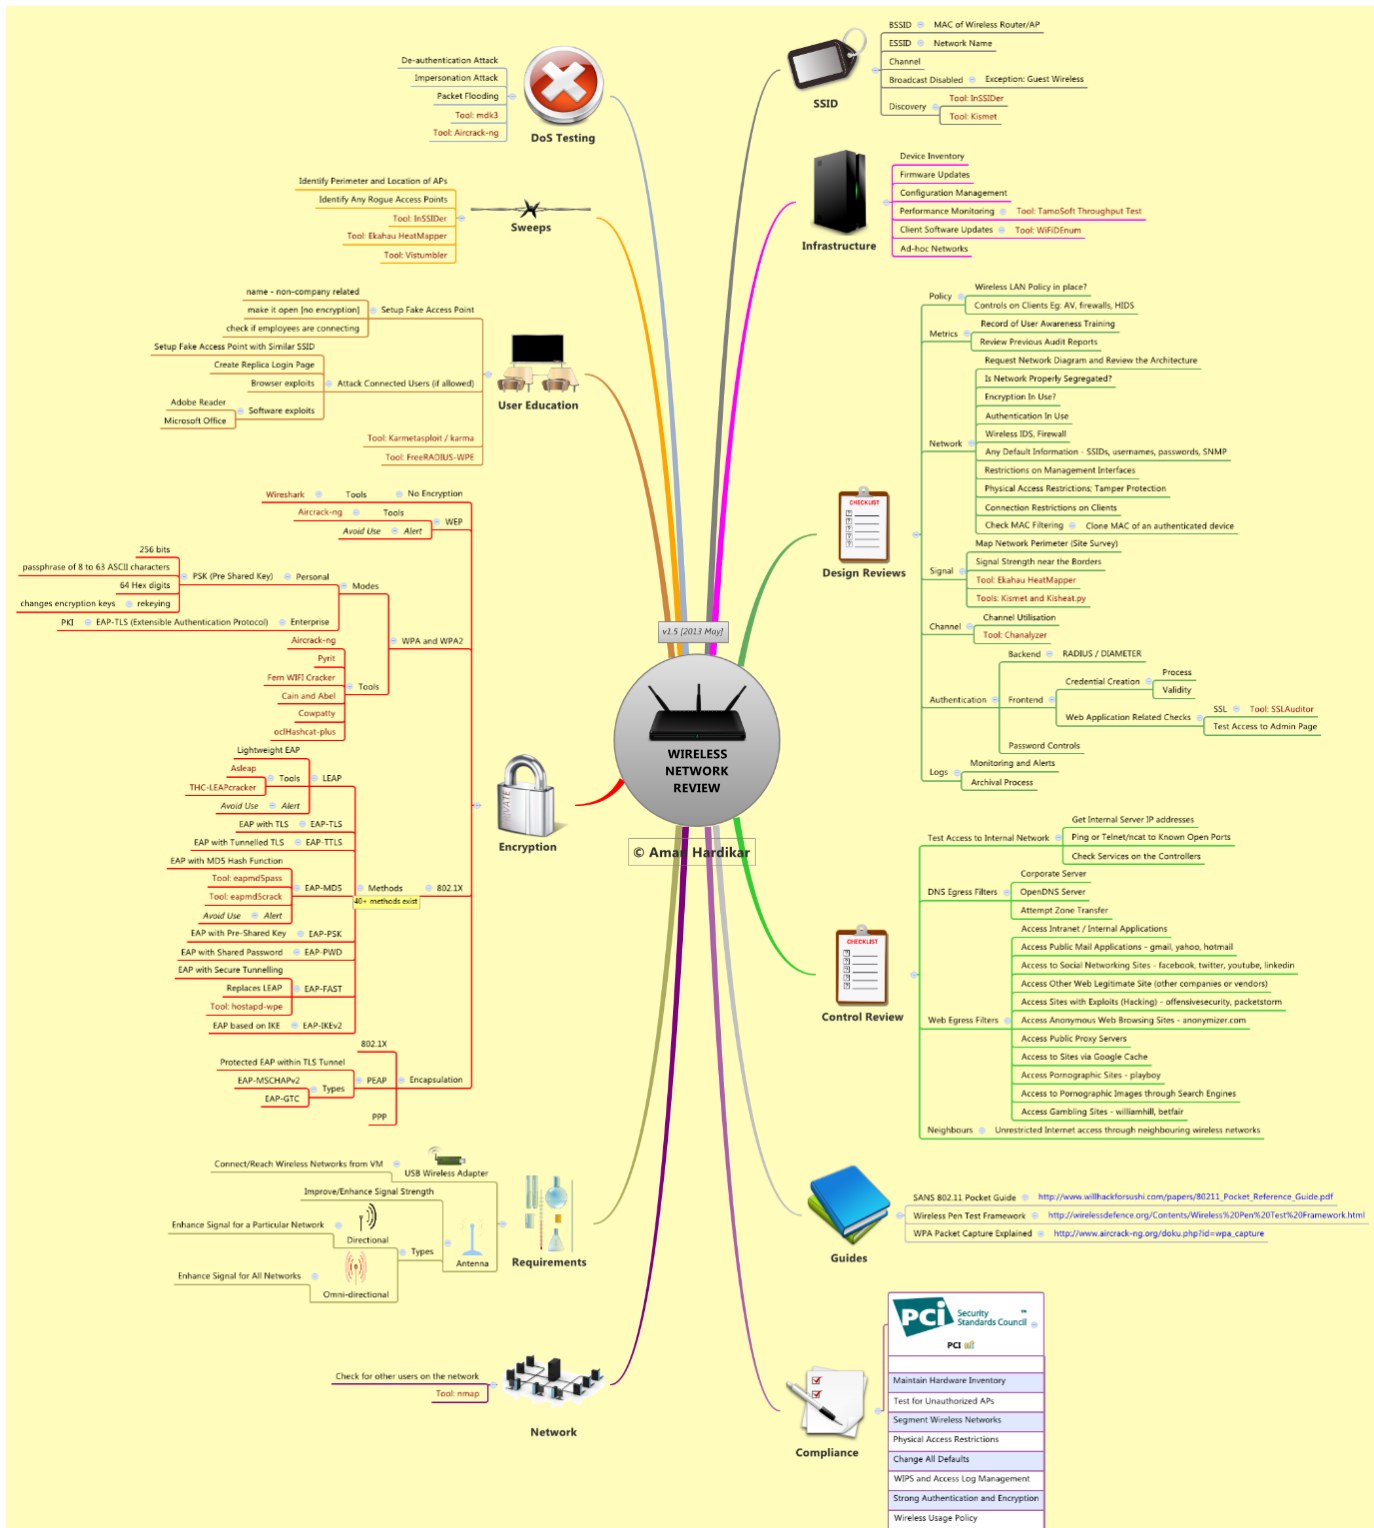 De-authentication Attack
Impersonation Attack
Packet Flooding
Tool: mdk3
Tool: Aircrack-ng
DoS Testing
Identify Perimeter and Location of APs
Identify Any Rogue Access Points
Tool: InSSIDer
Tool: Ekahau HeatMapper
Tool: Vistumbler
Sweeps
name - non-company related
make it open [no encryption]
check if employees are connecting
Setup Fake Access Point
Setup Fake Access Point with Similar SSID
Create Replica Login Page
Browser exploits
Adobe Reader
Microsoft Office
Software exploits
Attack Connected Users (if allowed)
Tool: Karmetasploit / karma
Tool: FreeRADIUS-WPE
User Education
Wireshark Tools No Encryption
Aircrack-ng Tools
Avoid Use Alert
WEP
256 bits
passphrase of 8 to 63 ASCII characters
64 Hex digits
changes encryption keys rekeying
PSK (Pre Shared Key) Personal
PKI EAP-TLS (Extensible Authentication Protocol) Enterprise
Modes
Aircrack-ng
Pyrit
Fern WIFI Cracker
Cain and Abel
Cowpatty
oclHashcat-plus
Tools
WPA and WPA2
Lightweight EAP
Asleap
THC-LEAPcracker
Tools
Avoid Use Alert
LEAP
EAP with TLS EAP-TLS
EAP with Tunnelled TLS EAP-TTLS
EAP with MD5 Hash Function
Tool: eapmd5pass
Tool: eapmd5crack
Avoid Use Alert
EAP-MD5
EAP with Pre-Shared Key EAP-PSK
EAP with Shared Password EAP-PWD
EAP with Secure Tunnelling
Replaces LEAP
Tool: hostapd-wpe
EAP-FAST
EAP based on IKE EAP-IKEv2
Methods
40+ methods exist
802.1X
802.1X
Protected EAP within TLS Tunnel
EAP-MSCHAPv2
EAP-GTC
Types
PEAP
PPP
Encapsulation
PRIVATE
Encryption
Connect/Reach Wireless Networks from VM
USB Wireless Adapter
Improve/Enhance Signal Strength
Enhance Signal for a Particular Network
Directional
Enhance Signal for All Networks
Omni-directional
Types
Antenna
Requirements
Check for other users on the network
Tool: nmap
Network
v1.5 [2013 May]
WIRELESS
NETWORK
REVIEW
© Aman Hardikar
SSID
BSSID MAC of Wireless Router/AP
ESSID Network Name
Channel
Broadcast Disabled Exception: Guest Wireless
Discovery
Tool: InSSIDer
Tool: Kismet
Infrastructure
Device Inventory
Firmware Updates
Configuration Management
Performance Monitoring Tool: TamoSoft Throughput Test
Client Software Updates Tool: WiFiDEnum
Ad-hoc Networks
CHECKLIST
Design Reviews
Policy
Wireless LAN Policy in place?
Controls on Clients Eg: AV, firewalls, HIDS
Metrics
Record of User Awareness Training
Review Previous Audit Reports
Network
Request Network Diagram and Review the Architecture
Is Network Properly Segregated?
Encryption In Use?
Authentication In Use
Wireless IDS, Firewall
Any Default Information - SSIDs, usernames, passwords, SNMP
Restrictions on Management Interfaces
Physical Access Restrictions; Tamper Protection
Connection Restrictions on Clients
Check MAC Filtering Clone MAC of an authenticated device
Signal
Map Network Perimeter (Site Survey)
Signal Strength near the Borders
Tool: Ekahau HeatMapper
Tools: Kismet and Kisheat.py
Channel
Channel Utilisation
Tool: Chanalyzer
Authentication
Backend RADIUS / DIAMETER
Frontend
Credential Creation
Process
Validity
Web Application Related Checks
SSL Tool: SSLAuditor
Test Access to Admin Page
Password Controls
Logs
Monitoring and Alerts
Archival Process
CHECKLIST
Control Review
Test Access to Internal Network
Get Internal Server IP addresses
Ping or Telnet/ncat to Known Open Ports
Check Services on the Controllers
DNS Egress Filters
Corporate Server
OpenDNS Server
Attempt Zone Transfer
Web Egress Filters
Access Intranet / Internal Applications
Access Public Mail Applications - gmail, yahoo, hotmail
Access to Social Networking Sites - facebook, twitter, youtube, linkedin
Access Other Web Legitimate Site (other companies or vendors)
Access Sites with Exploits (Hacking) - offensivesecurity, packetstorm
Access Anonymous Web Browsing Sites - anonymizer.com
Access Public Proxy Servers
Access to Sites via Google Cache
Access Pornographic Sites - playboy
Access to Pornographic Images through Search Engines
Access Gambling Sites - williamhill, betfair
Neighbours Unrestricted Internet access through neighbouring wireless networks
Guides
SANS 802.11 Pocket Guide http://www.willhackforsushi.com/papers/80211_Pocket_Reference_Guide.pdf
Wireless Pen Test Framework http://wirelessdefence.org/Contents/Wireless%20Pen%20Test%20Framework.html
WPA Packet Capture Explained http://www.aircrack-ng.org/doku.php?id=wpa_capture
Compliance
PCi Security
Standards Council ™
PCI
Maintain Hardware Inventory
Test for Unauthorized APs
Segment Wireless Networks
Physical Access Restrictions
Change All Defaults
WIPS and Access Log Management
Strong Authentication and Encryption
Wireless Usage Policy